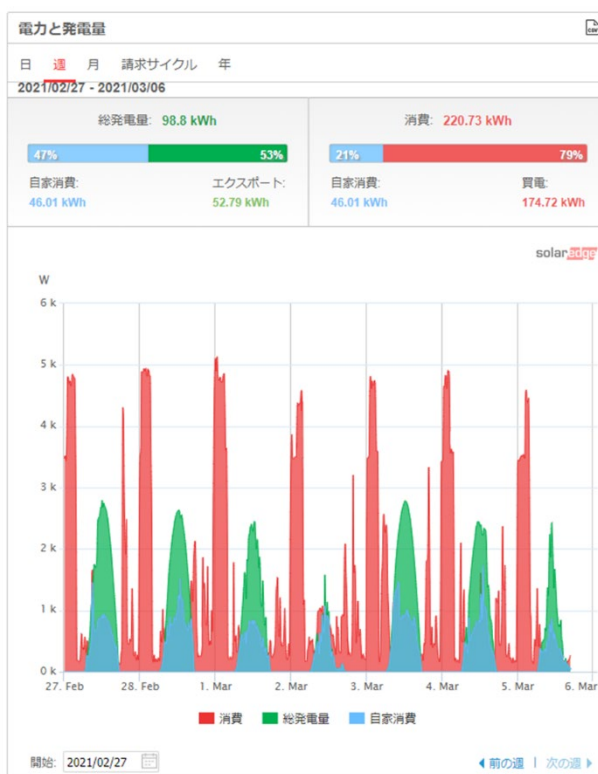 電力と発電量
CSV
日 週 月 請求サイクル 年
2021/02/27 - 2021/03/06
総発電量: 98.8 kWh
47% 53%
自家消費: エクスポート:
46.01 kWh 52.79 kWh
消費: 220.73 kWh
21% 79%
自家消費: 買電:
46.01 kWh 174.72 kWh
solaredge
W
6 k
5 k
4 k
3 k
2 k
1 k
0 k
27. Feb 28. Feb 1. Mar 2. Mar 3. Mar 4. Mar 5. Mar 6. Mar
消費 総発電量 自家消費
開始: 2021/02/27 前の週 | 次の週